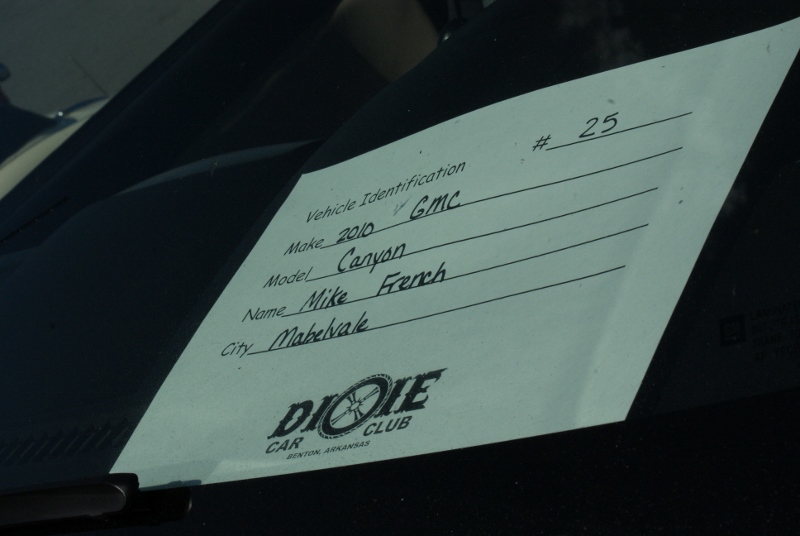 # 25
Vehicle Identification
Make 2010 GMC
Model Canyon
Name Mike French
City Mabelvale
DIXIE
CAR CLUB
BENTON, ARKANSAS